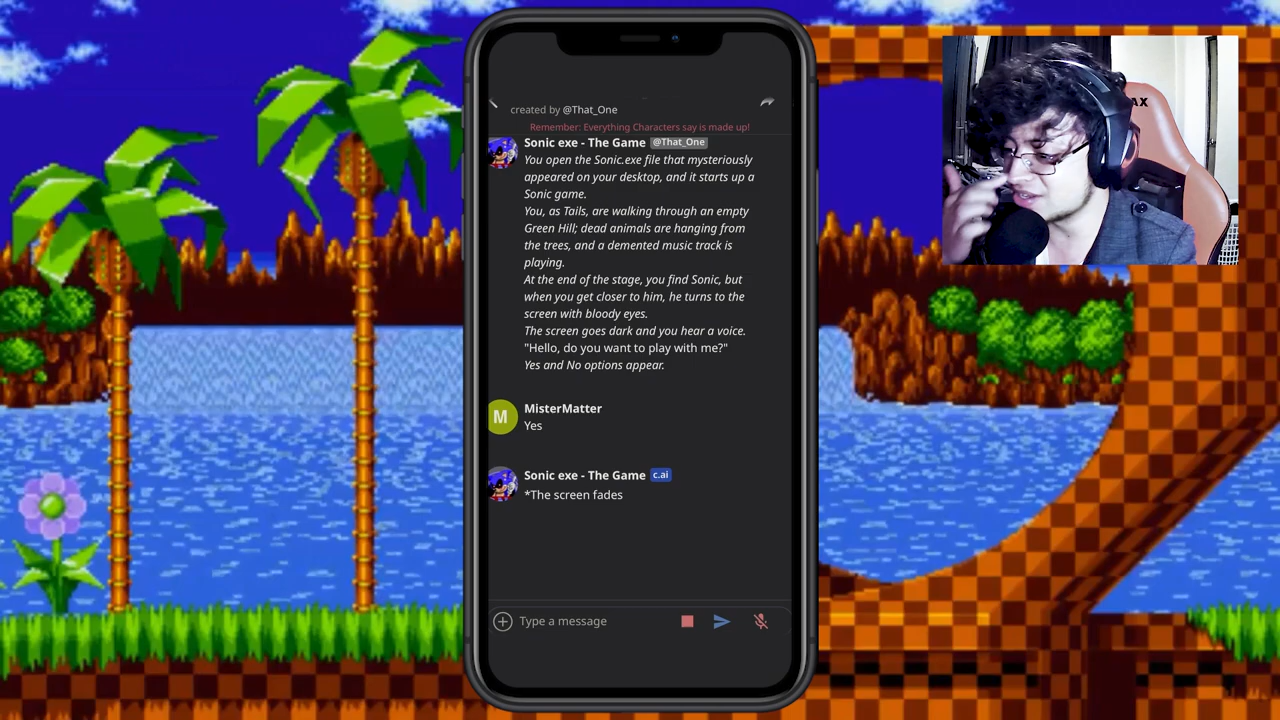 created by @That_One
Remember: Everything Characters say is made up!
Sonic exe - The Game @That_One
You open the Sonic.exe file that mysteriously
appeared on your desktop, and it starts up a
Sonic game.
You, as Tails, are walking through an empty
Green Hill; dead animals are hanging from
the trees, and a demented music track is
playing.
At the end of the stage, you find Sonic, but
when you get closer to him, he turns to the
screen with bloody eyes.
The screen goes dark and you hear a voice.
"Hello, do you want to play with me?"
Yes and No options appear.
M MisterMatter
Yes
Sonic exe - The Game c.ai
*The screen fades
Type a message
AX